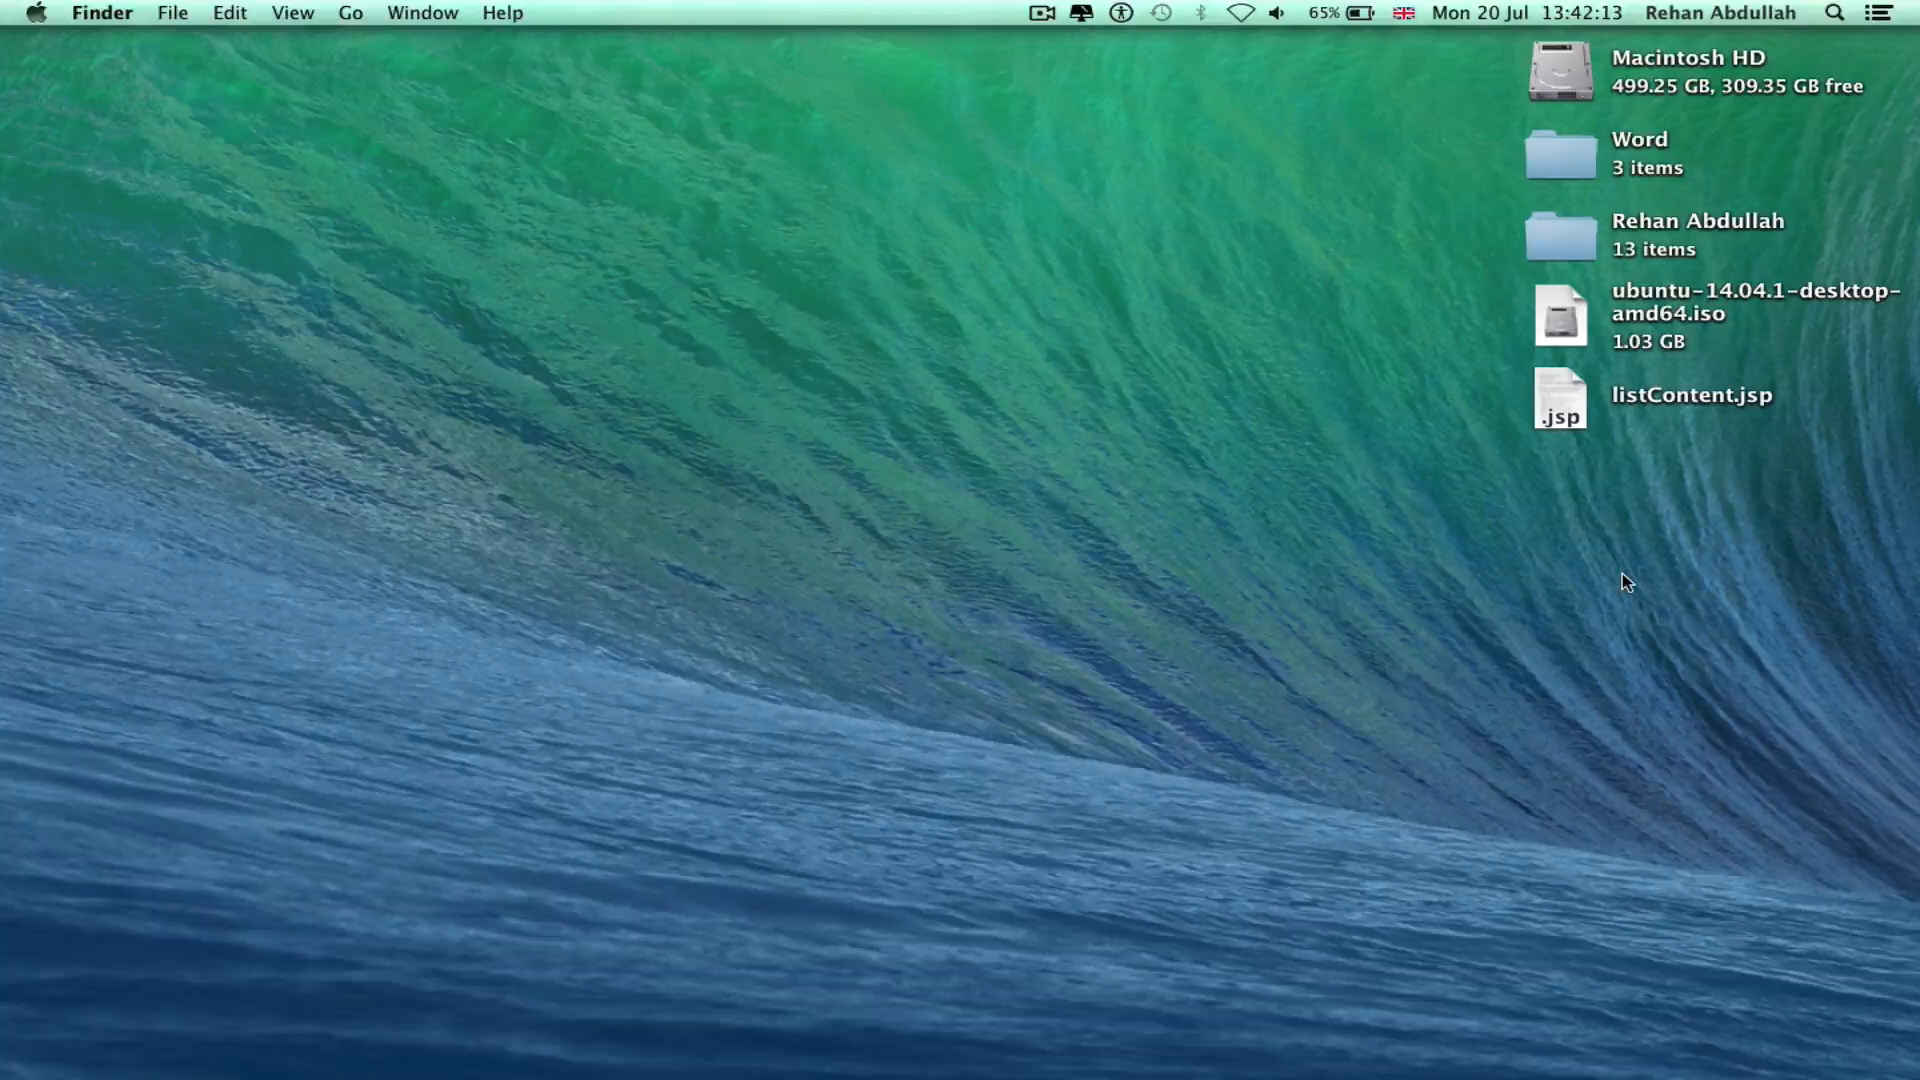 Finder File Edit View Go Window Help 65% Mon 20 Jul 13:42:13 Rehan Abdullah
Macintosh HD
499.25 GB, 309.35 GB free
Word
3 items
Rehan Abdullah
13 items
ubuntu-14.04.1-desktop-
amd64.iso
1.03 GB
listContent.jsp
.jsp